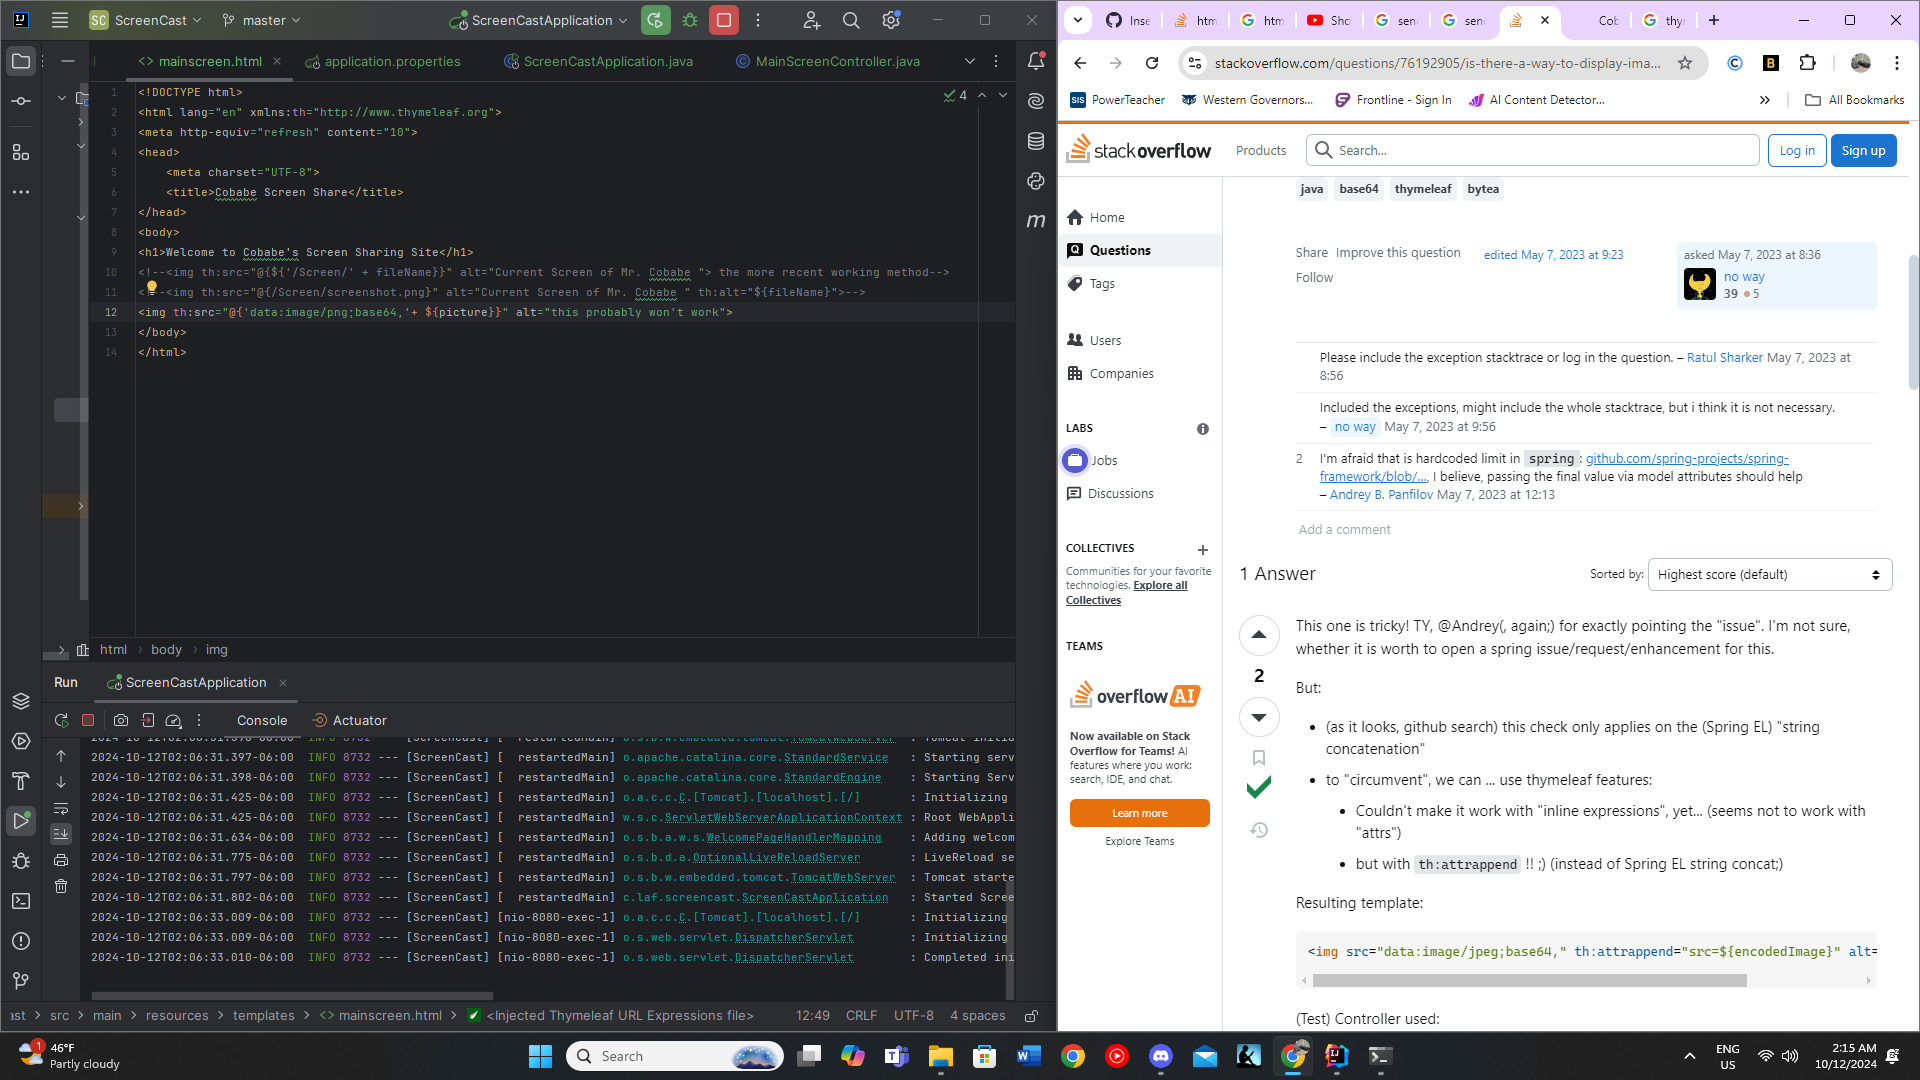 SC ScreenCast
master
ScreenCastApplication
mainscreen.html
application.properties
ScreenCastApplication.java
MainScreenController.java
4
1 <!DOCTYPE html>
2 <html lang="en" xmlns:th="http://www.thymeleaf.org">
3 <meta http-equiv="refresh" content="10">
4 <head>
5 <meta charset="UTF-8">
6 <title>Cobabe Screen Share</title>
7 </head>
8 <body>
9 <h1>Welcome to Cobabe's Screen Sharing Site</h1>
10 <!--<img th:src="@{${'/Screen/' + fileName}}" alt="Current Screen of Mr. Cobabe "> the more recent working method-->
11 <!--<img th:src="@{/Screen/screenshot.png}" alt="Current Screen of Mr. Cobabe " th:alt="${fileName}">-->
12 <img th:src="@{'data:image/png;base64,'+ ${picture}}" alt="this probably won't work">
13 </body>
14 </html>
html > body > img
Run
ScreenCastApplication
Console
Actuator
2024-10-12T02:06:31.397-06:00 INFO 8732 --- [ScreenCast] [ restartedMain] o.apache.catalina.core.StandardService : Starting serv
2024-10-12T02:06:31.398-06:00 INFO 8732 --- [ScreenCast] [ restartedMain] o.apache.catalina.core.StandardEngine : Starting Serv
2024-10-12T02:06:31.425-06:00 INFO 8732 --- [ScreenCast] [ restartedMain] o.a.c.c.C.[Tomcat].[localhost].[/] : Initializing
2024-10-12T02:06:31.425-06:00 INFO 8732 --- [ScreenCast] [ restartedMain] w.s.c.ServletWebServerApplicationContext : Root WebAppli
2024-10-12T02:06:31.634-06:00 INFO 8732 --- [ScreenCast] [ restartedMain] o.s.b.a.w.s.WelcomePageHandlerMapping : Adding welcom
2024-10-12T02:06:31.775-06:00 INFO 8732 --- [ScreenCast] [ restartedMain] o.s.b.d.a.OptionalLiveReloadServer : LiveReload se
2024-10-12T02:06:31.797-06:00 INFO 8732 --- [ScreenCast] [ restartedMain] o.s.b.w.embedded.tomcat.TomcatWebServer : Tomcat starte
2024-10-12T02:06:31.802-06:00 INFO 8732 --- [ScreenCast] [ restartedMain] c.laf.screencast.ScreenCastApplication : Started Scree
2024-10-12T02:06:33.009-06:00 INFO 8732 --- [ScreenCast] [nio-8080-exec-1] o.a.c.c.C.[Tomcat].[localhost].[/] : Initializing
2024-10-12T02:06:33.009-06:00 INFO 8732 --- [ScreenCast] [nio-8080-exec-1] o.s.web.servlet.DispatcherServlet : Initializing
2024-10-12T02:06:33.010-06:00 INFO 8732 --- [ScreenCast] [nio-8080-exec-1] o.s.web.servlet.DispatcherServlet : Completed ini
ast > src > main > resources > templates > mainscreen.html > <Injected Thymeleaf URL Expressions file>
12:49 CRLF UTF-8 4 spaces
Inse
htm
htm
Sho
sen
sen
Cob
thyr
stackoverflow.com/questions/76192905/is-there-a-way-to-display-ima...
SIS PowerTeacher
Western Governors...
Frontline - Sign In
AI Content Detector...
All Bookmarks
stackoverflow
Products
Search...
Log in
Sign up
Home
Questions
Tags
Users
Companies
LABS
Jobs
Discussions
COLLECTIVES
Communities for your favorite
technologies. Explore all
Collectives
TEAMS
overflow AI
Now available on Stack
Overflow for Teams! AI
features where you work:
search, IDE, and chat.
Learn more
Explore Teams
java base64 thymeleaf bytea
Share Improve this question
Follow
edited May 7, 2023 at 9:23
asked May 7, 2023 at 8:36
no way
39 5
Please include the exception stacktrace or log in the question. – Ratul Sharker May 7, 2023 at
8:56
Included the exceptions, might include the whole stacktrace, but i think it is not necessary.
– no way May 7, 2023 at 9:56
2 I'm afraid that is hardcoded limit in spring: github.com/spring-projects/spring-
framework/blob/..., I believe, passing the final value via model attributes should help
– Andrey B. Panfilov May 7, 2023 at 12:13
Add a comment
1 Answer
Sorted by: Highest score (default)
2
This one is tricky! TY, @Andrey(, again;) for exactly pointing the "issue". I'm not sure,
whether it is worth to open a spring issue/request/enhancement for this.
But:
• (as it looks, github search) this check only applies on the (Spring EL) "string
concatenation"
• to "circumvent", we can ... use thymeleaf features:
• Couldn't make it work with "inline expressions", yet... (seems not to work with
"attrs")
• but with th:attrappend !! ;) (instead of Spring EL string concat;)
Resulting template:
<img src="data:image/jpeg;base64," th:attrappend="src=${encodedImage}" alt=
(Test) Controller used:
1
46°F
Partly cloudy
Search
ENG
US
2:15 AM
10/12/2024